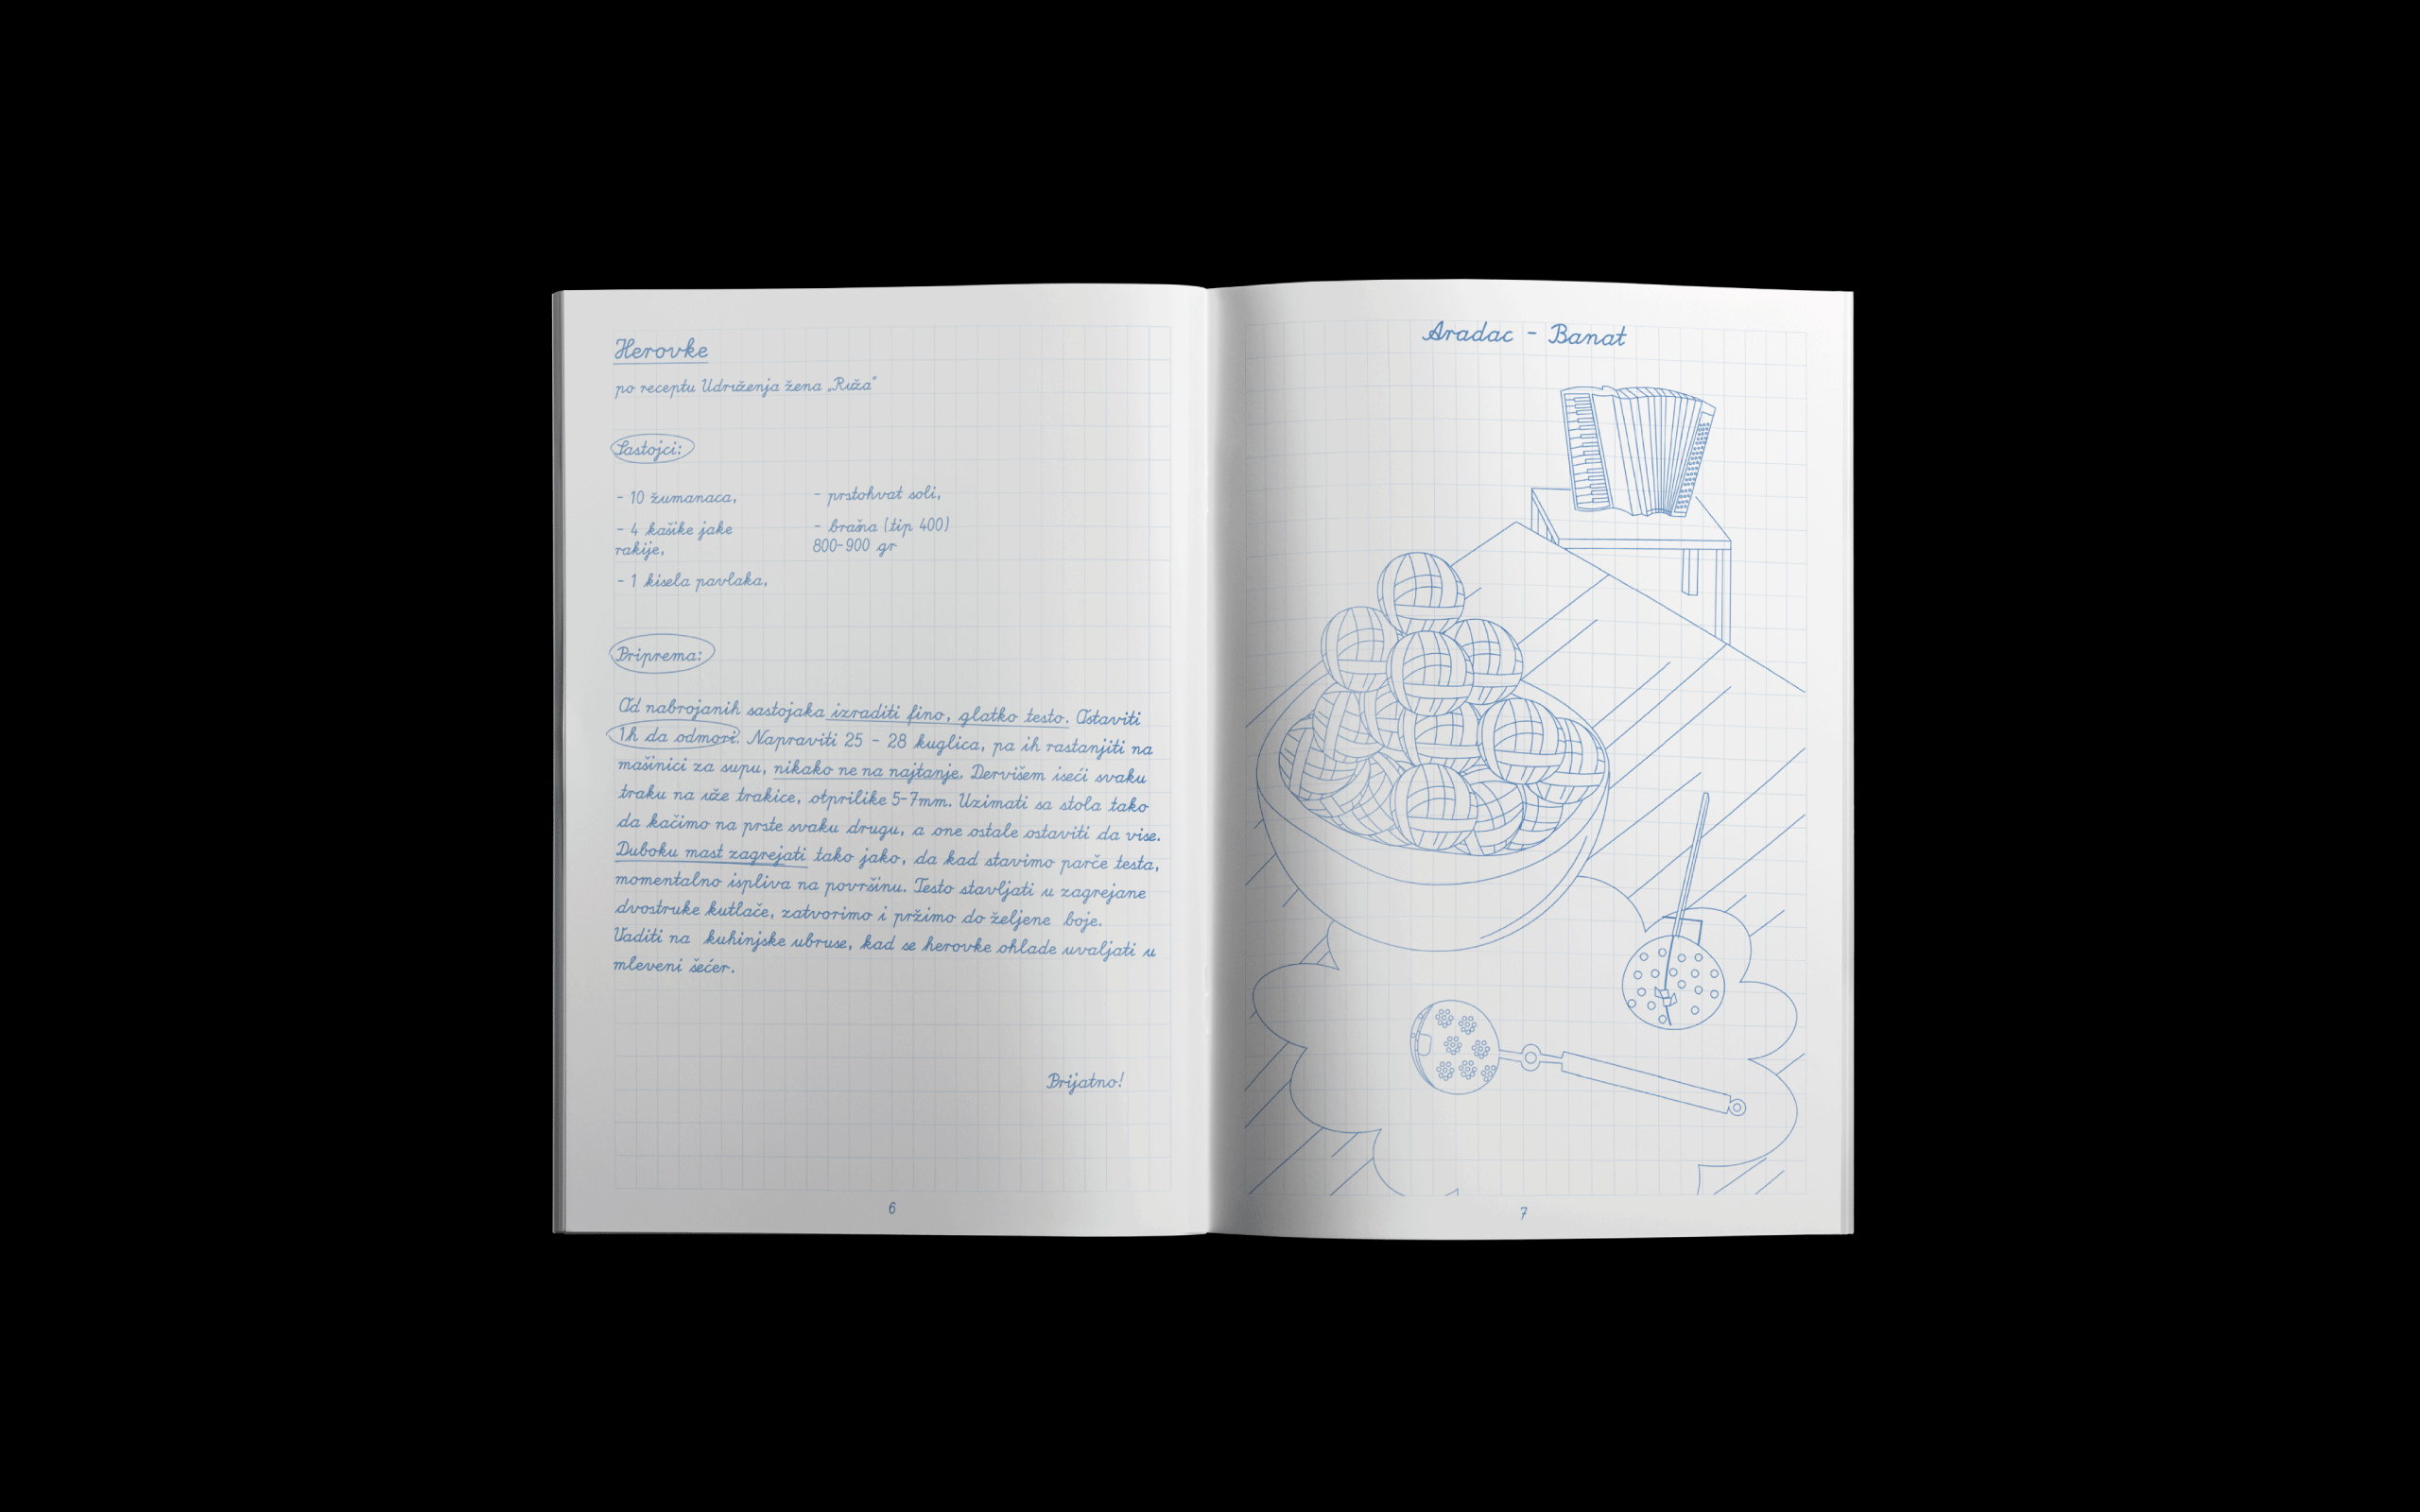 Herovke
po receptu Udruženja žena „Ruža"
Sastojci:
- 10 žumanaca,
- 4 kašike jake
rakije,
- 1 kisela pavlaka,
- prstohvat soli,
- brašna (tip 400)
800-900 gr
Priprema:
Od nabrojanih sastojaka izraditi fino, glatko testo. Ostaviti
1h da odmori. Napraviti 25 - 28 kuglica, pa ih rastanjiti na
mašinici za supu, nikako ne na najtanje. Dervišem iseći svaku
traku na uže trakice, otprilike 5-7mm. Uzimati sa stola tako
da kačimo na prste svaku drugu, a one ostale ostaviti da vise.
Duboku mast zagrejati tako jako, da kad stavimo parče testa,
momentalno ispliva na površinu. Testo stavljati u zagrejane
dvostruke kutlače, zatvorimo i pržimo do željene boje.
Vaditi na kuhinjske ubruse, kad se herovke ohlade uvaljati u
mleveni šećer.
Prijatno!
6
Aradac - Banat
7